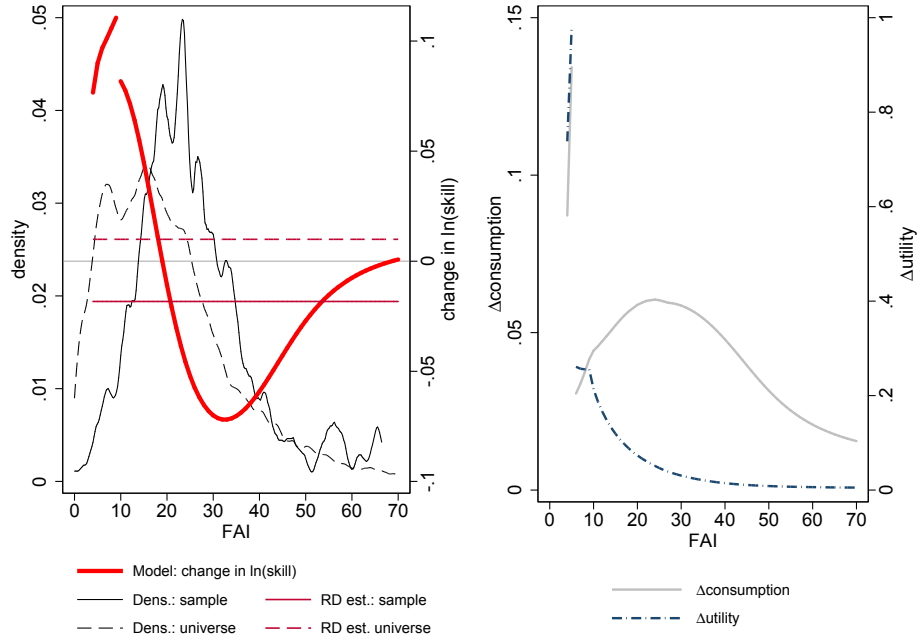 .05
.04
.03
.02
.01
0
density
.1
.05
0
-.05
-.1
change in ln(skill)
0 10 20 30 40 50 60 70
FAI
Model: change in ln(skill)
Dens.: sample RD est.: sample
Dens.: universe RD est. universe
.15
.1
.05
0
Δconsumption
1
.8
.6
.4
.2
0
Δutility
0 10 20 30 40 50 60 70
FAI
Δconsumption
Δutility